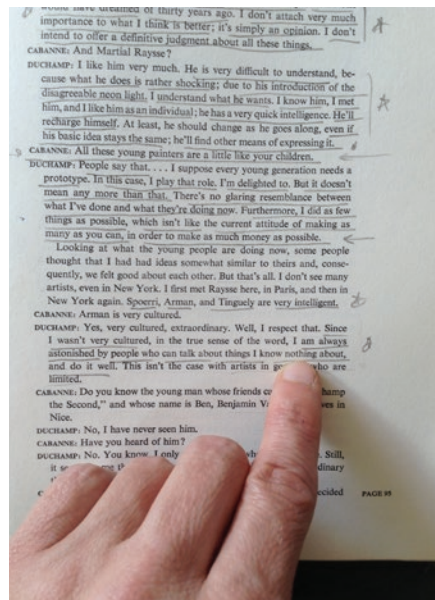 would have dreamed of thirty years ago. I don't attach very much
importance to what I think is better; it's simply an opinion. I don't
intend to offer a definitive judgment about all these things.
CABANNE: And Martial Raysse?
DUCHAMP: I like him very much. He is very difficult to understand, be-
cause what he does is rather shocking; due to his introduction of the
disagreeable neon light. I understand what he wants. I know him, I met
him, and I like him as an individual; he has a very quick intelligence. He'll
recharge himself. At least, he should change as he goes along, even if
his basic idea stays the same; he'll find other means of expressing it.
CABANNE: All these young painters are a little like your children.
DUCHAMP: People say that. . . . I suppose every young generation needs a
prototype. In this case, I play that role. I'm delighted to. But it doesn't
mean any more than that. There's no glaring resemblance between
what I've done and what they're doing now. Furthermore, I did as few
things as possible, which isn't like the current attitude of making as
many as you can, in order to make as much money as possible.
Looking at what the young people are doing now, some people
thought that I had had ideas somewhat similar to theirs and, conse-
quently, we felt good about each other. But that's all. I don't see many
artists, even in New York. I first met Raysse here, in Paris, and then in
New York again. Spoerri, Arman, and Tinguely are very intelligent.
CABANNE: Arman is very cultured.
DUCHAMP: Yes, very cultured, extraordinary. Well, I respect that. Since
I wasn't very cultured, in the true sense of the word, I am always
astonished by people who can talk about things I know nothing about,
and do it well. This isn't the case with artists in who are
limited.
CABANNE: Do you know the young man whose friends
the Second," and whose name is Ben, Benjamin in
Nice.
DUCHAMP: No, I have never seen him.
CABANNE: Have you heard of him?
DUCHAMP: No. You know, I only Still,
it
PAGE 95